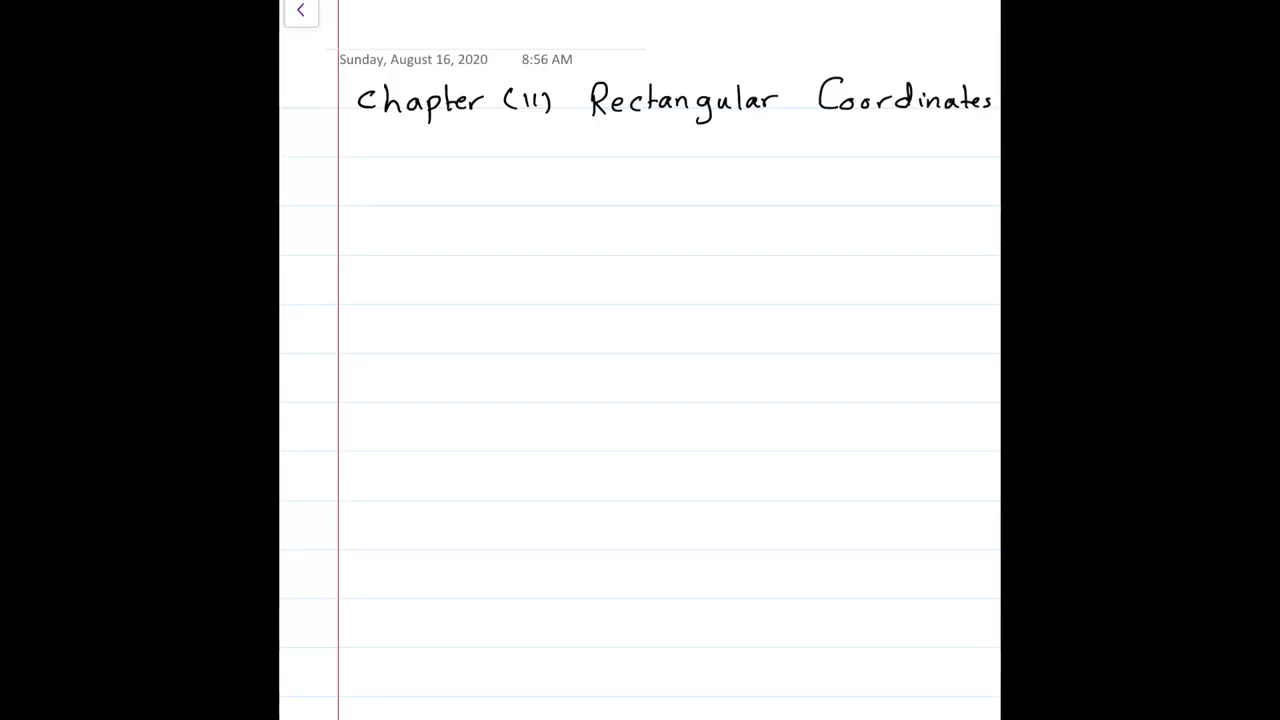 Sunday, August 16, 2020 8:56 AM
Chapter (11) Rectangular Coordinates